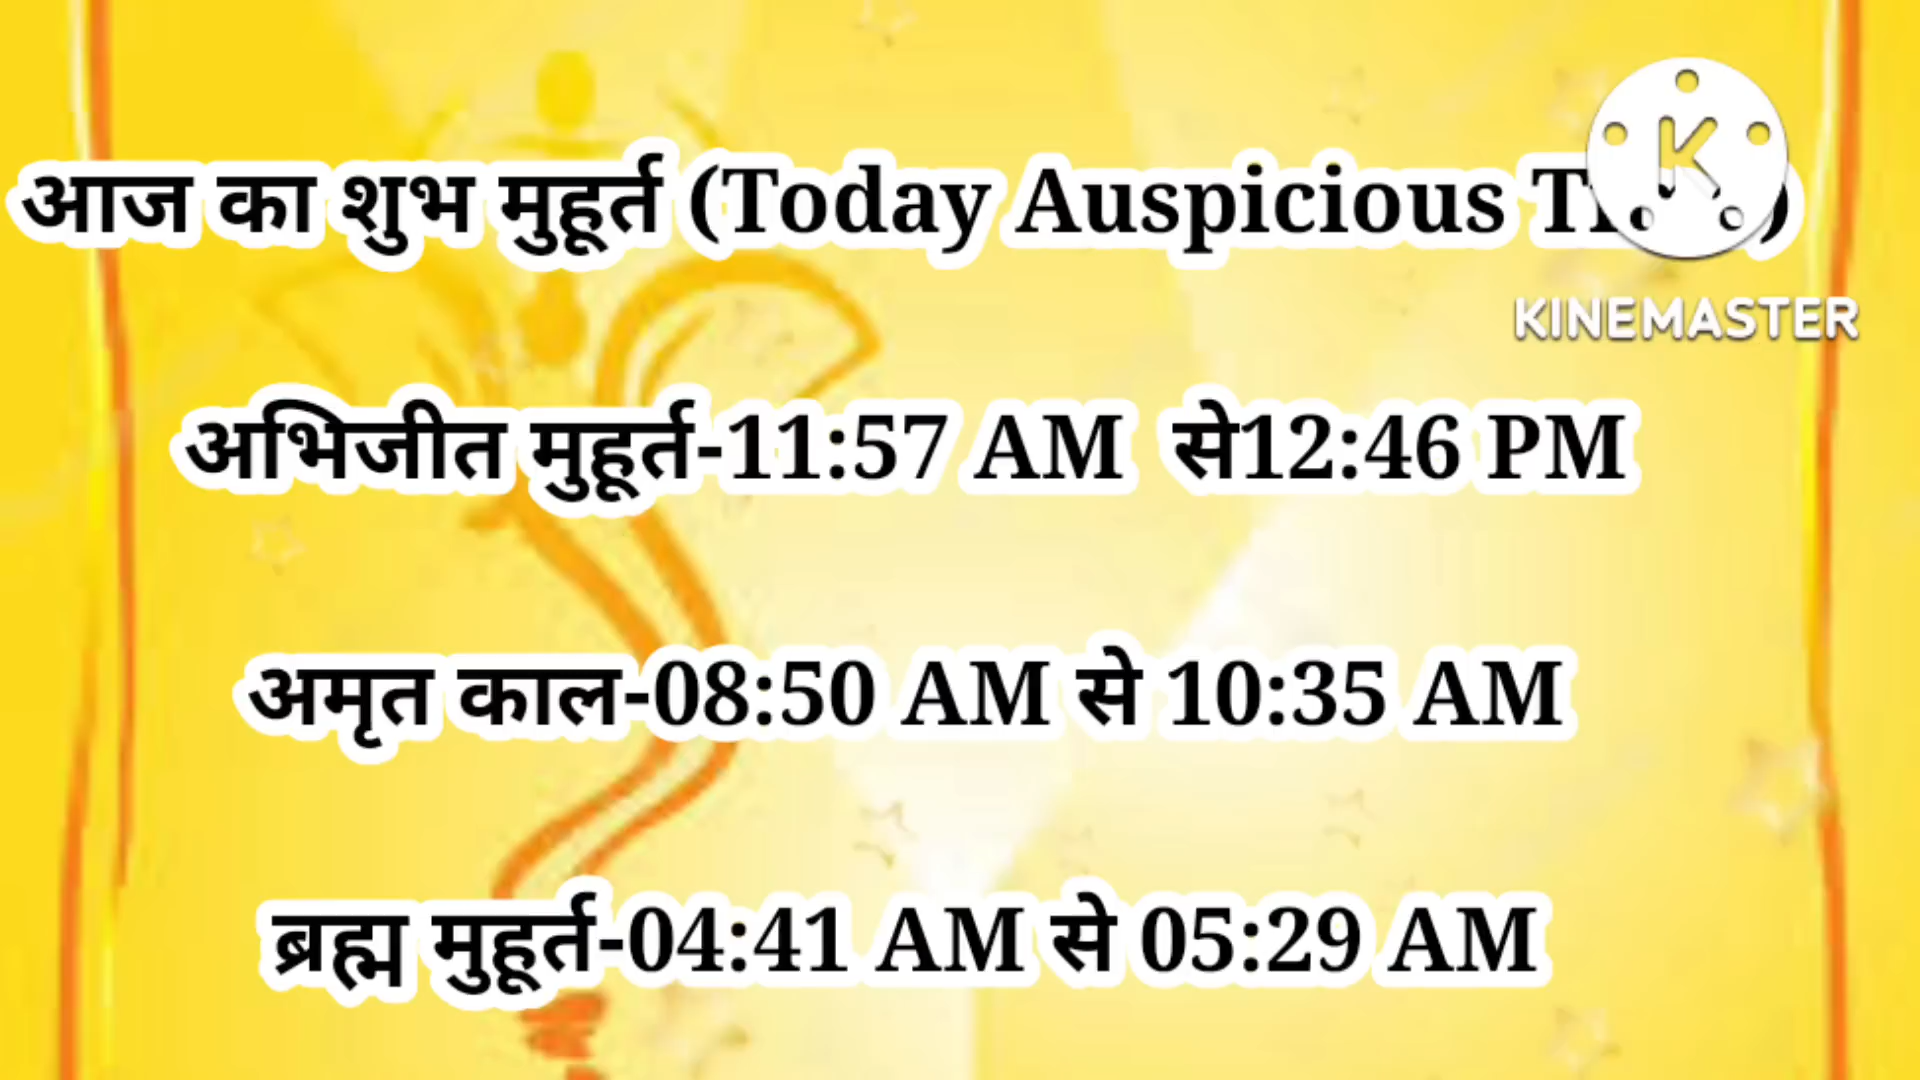 आज का शुभ मुहूर्त (Today Auspicious
KINEMASTER
अभिजीत मुहूर्त-11:57 AM से12:46 PM
अमृत काल-08:50 AM से 10:35 AM
ब्रह्म मुहूर्त-04:41 AM से 05:29 AM